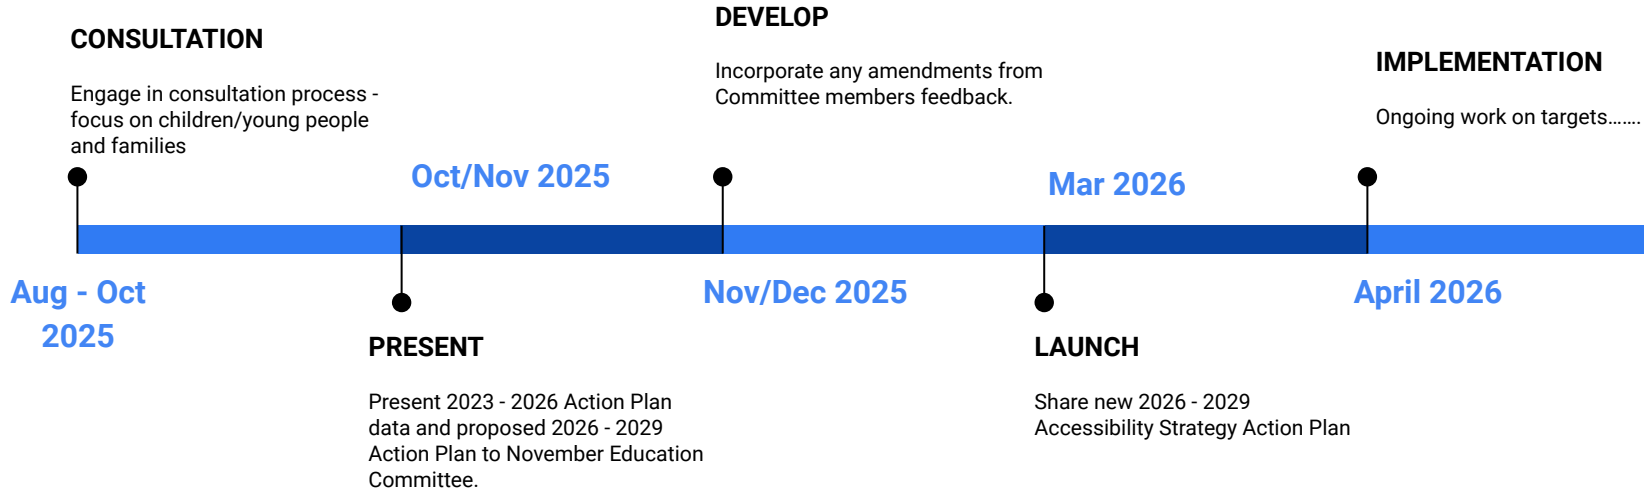 CONSULTATION
Engage in consultation process -
focus on children/young people
and families
Aug - Oct
2025
Oct/Nov 2025
PRESENT
Present 2023 - 2026 Action Plan
data and proposed 2026 - 2029
Action Plan to November Education
Committee.
DEVELOP
Incorporate any amendments from
Committee members feedback.
Nov/Dec 2025
Mar 2026
LAUNCH
Share new 2026 - 2029
Accessibility Strategy Action Plan
IMPLEMENTATION
Ongoing work on targets.......
April 2026